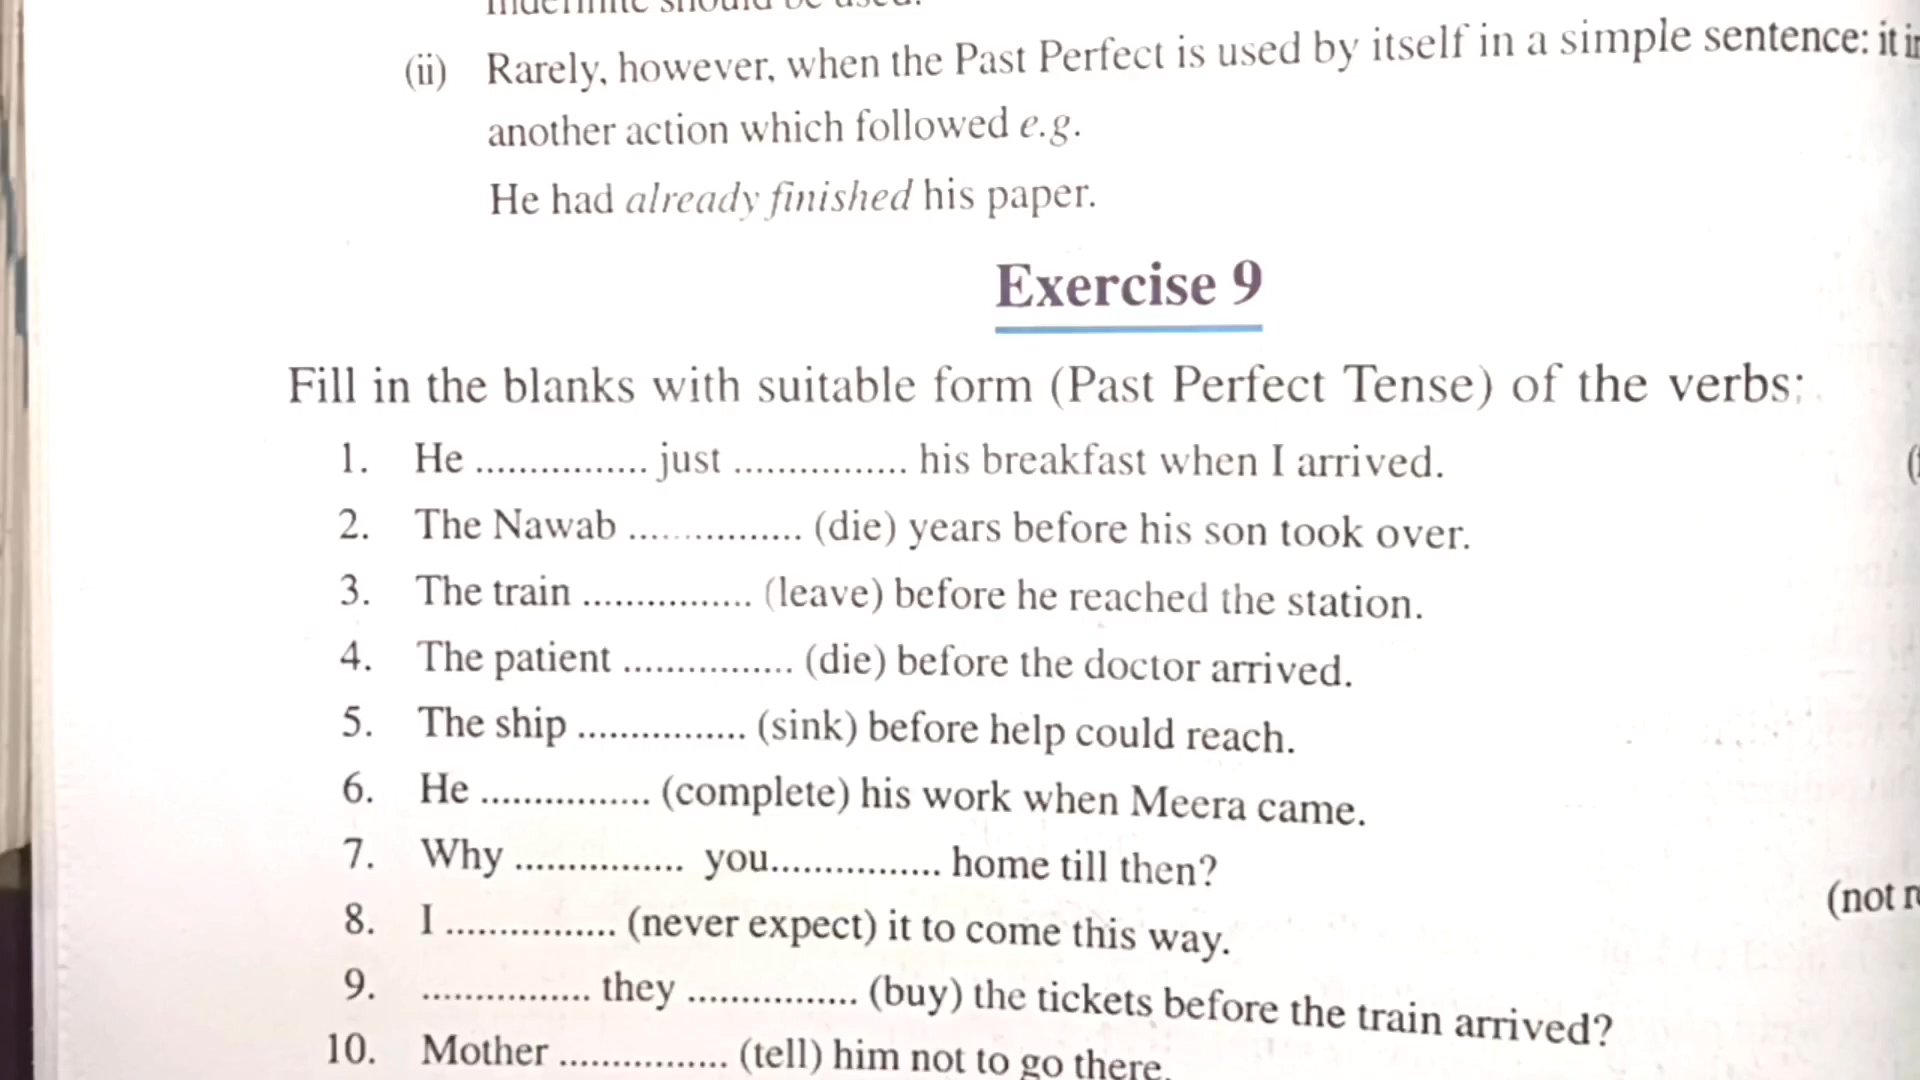 indefinite should be used.
(ii) Rarely, however, when the Past Perfect is used by itself in a simple sentence: it
another action which followed e.g.
He had already finished his paper.
Exercise 9
Fill in the blanks with suitable form (Past Perfect Tense) of the verbs:
1. He ................ just ................ his breakfast when I arrived.
2. The Nawab ................ (die) years before his son took over.
3. The train ................ (leave) before he reached the station.
4. The patient ................ (die) before the doctor arrived.
5. The ship ................ (sink) before help could reach.
6. He ................ (complete) his work when Meera came.
7. Why ................ you................ home till then? (not
8. I ................ (never expect) it to come this way.
9. ................ they ................ (buy) the tickets before the train arrived?
10. Mother ................ (tell) him not to go there.